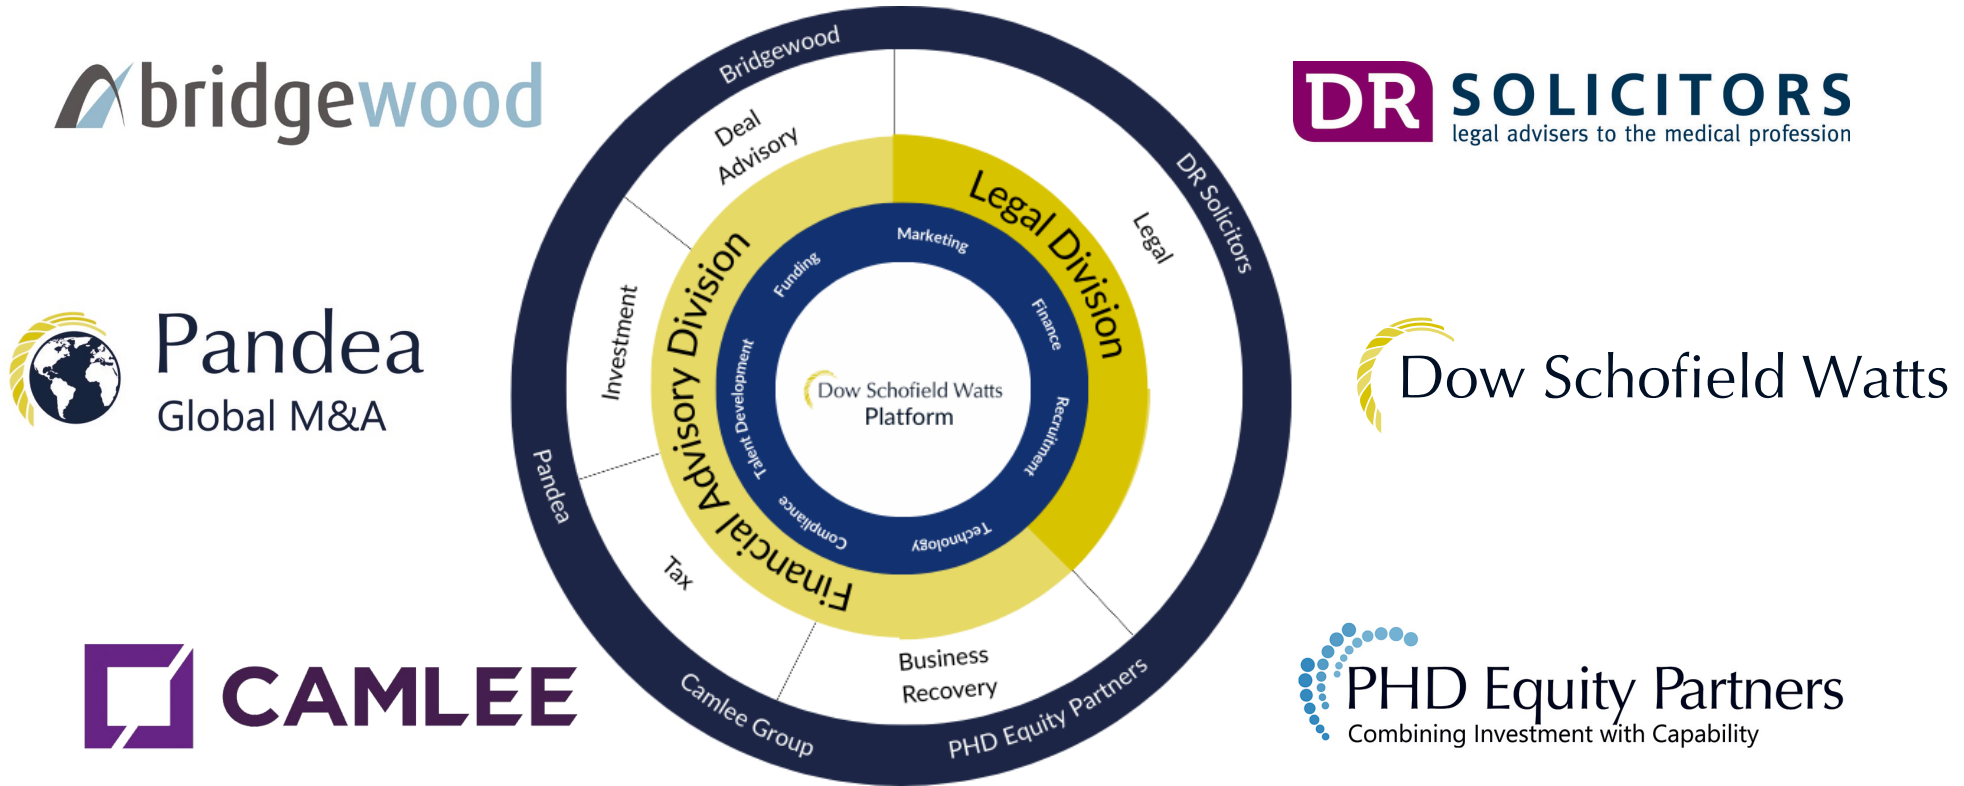 bridgewood
Pandea
Global M&A
CAMLEE
Bridgewood
DR Solicitors
PHD Equity Partners
Camlee Group
Pandea
Deal
Advisory
Legal
Business
Recovery
Tax
Investment
Legal Division
Financial Advisory Division
Marketing
Finance
Recruitment
Technology
Compliance
Talent Development
Funding
Dow Schofield Watts
Platform
DR SOLICITORS
legal advisers to the medical profession
Dow Schofield Watts
PHD Equity Partners
Combining Investment with Capability